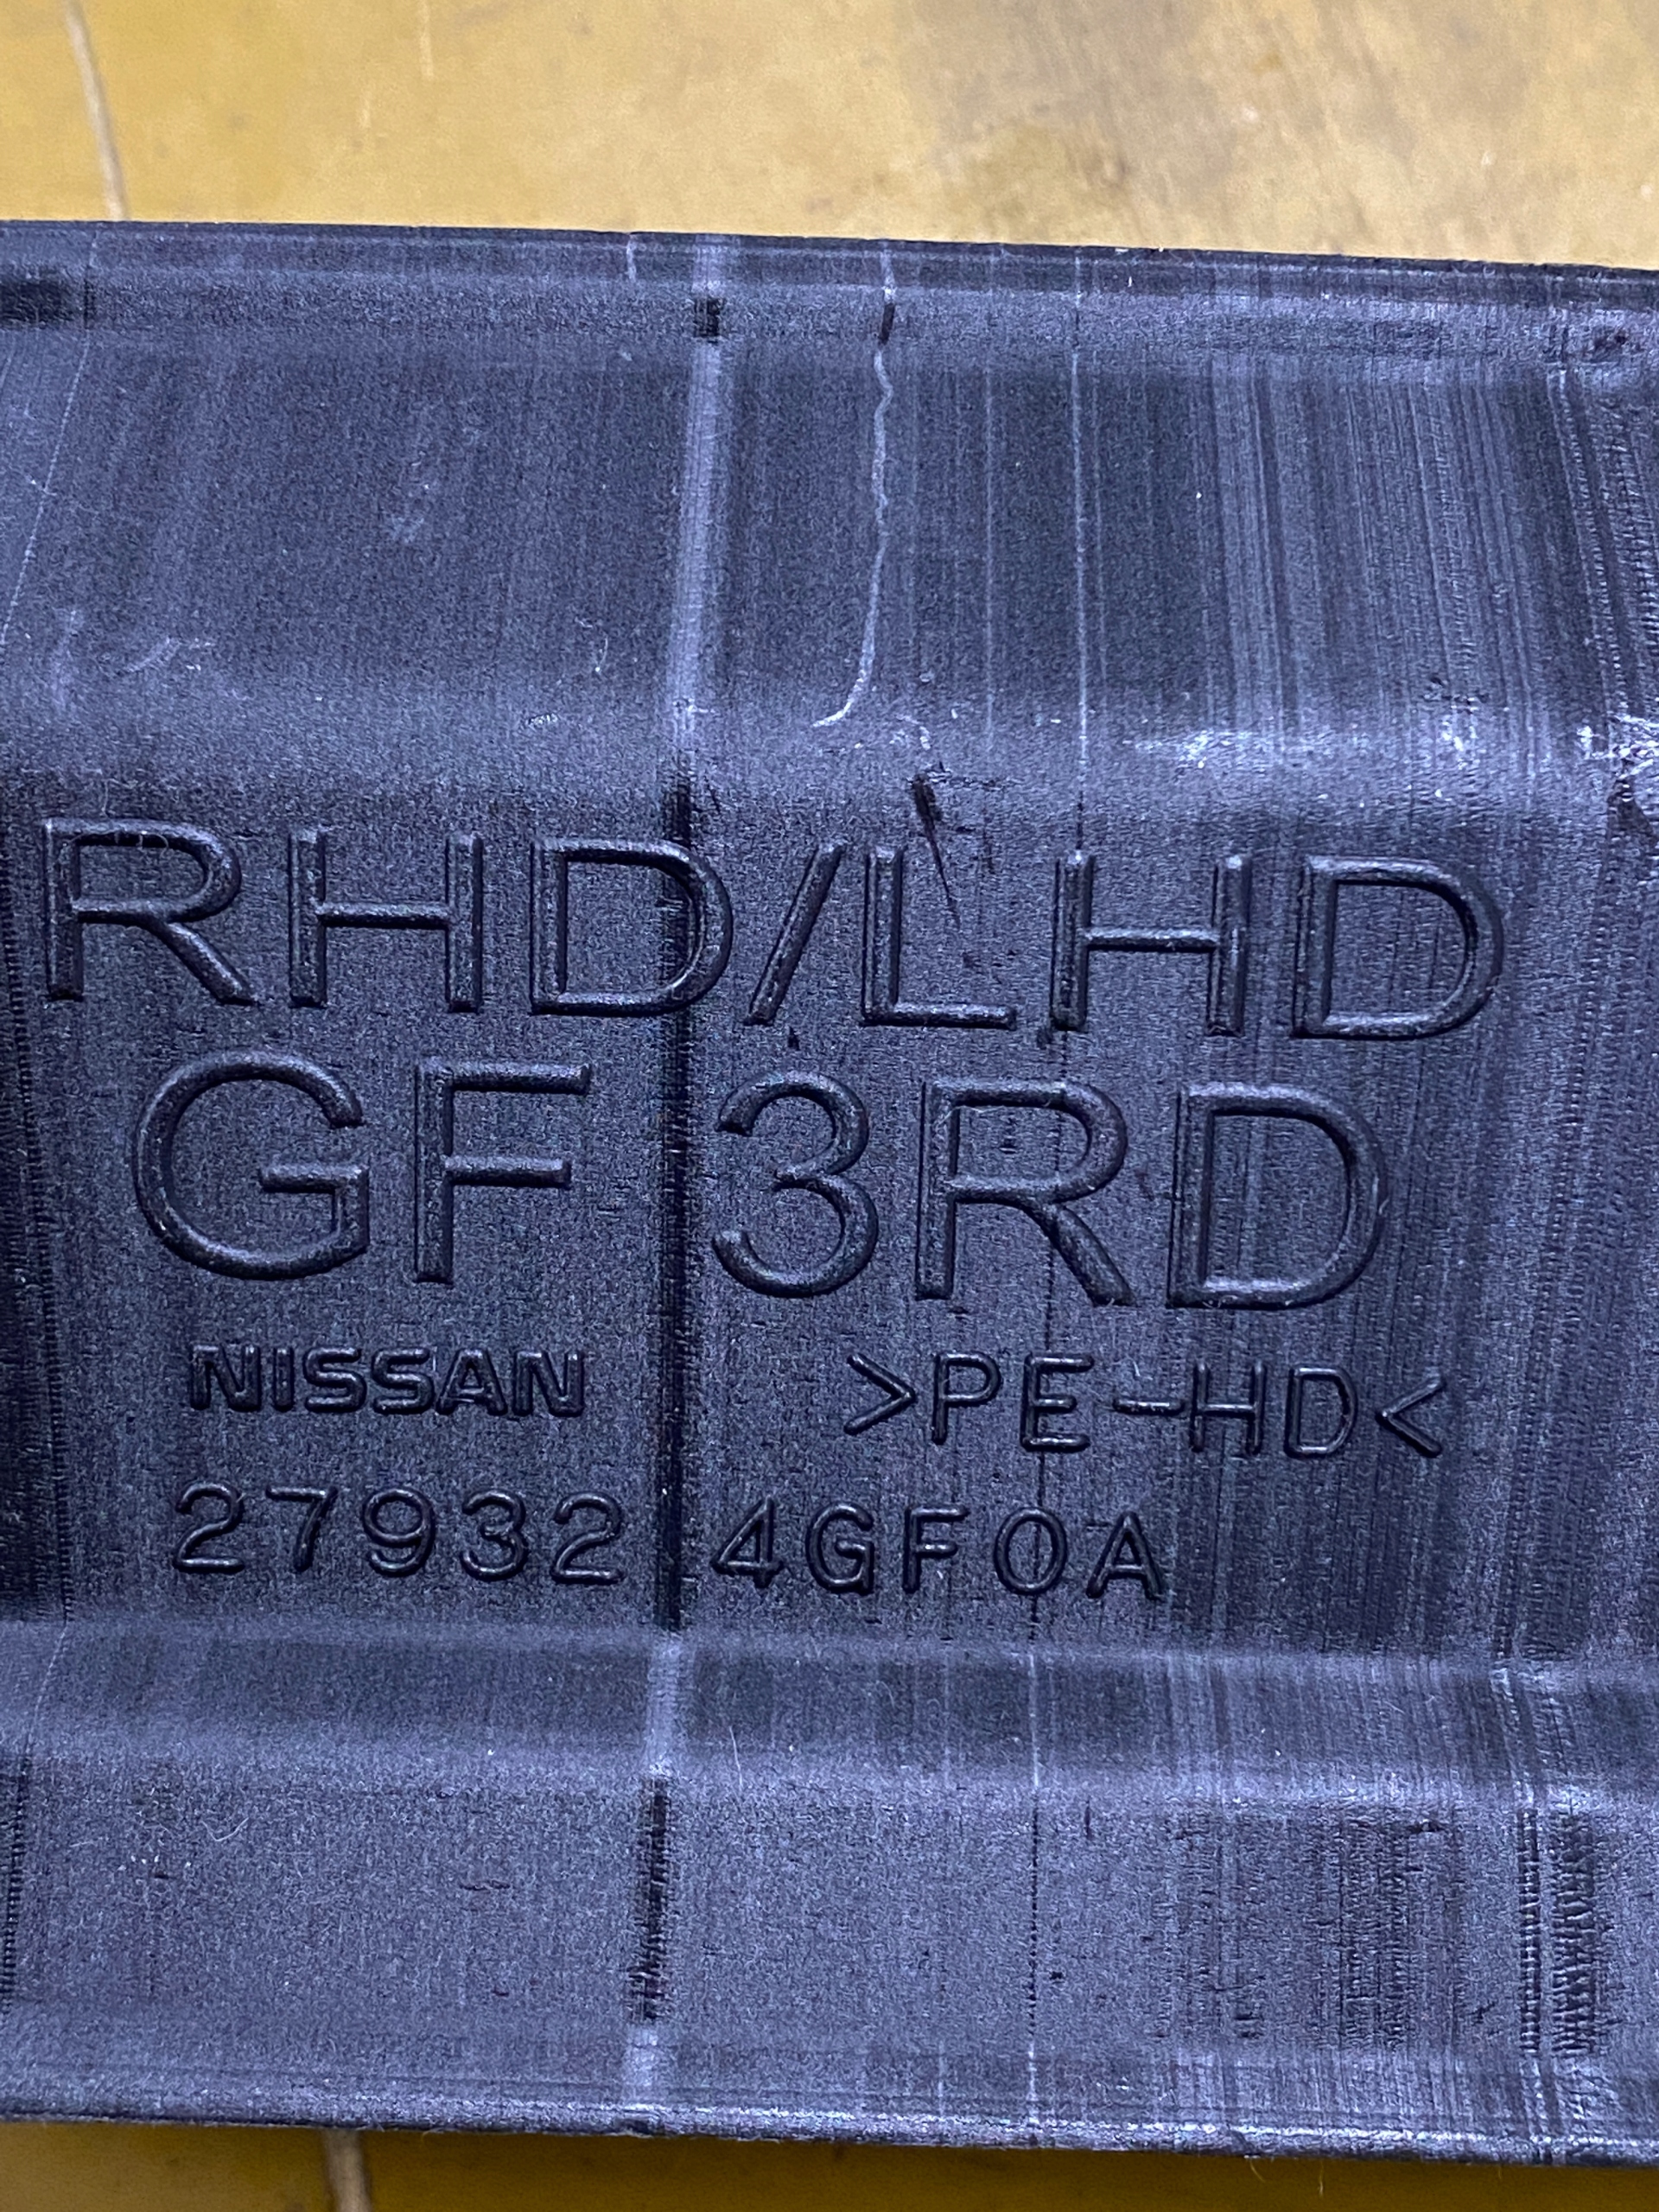 RHD/LHD
GF 3RD
NISSAN >PE-HD<
27932 4GF0A